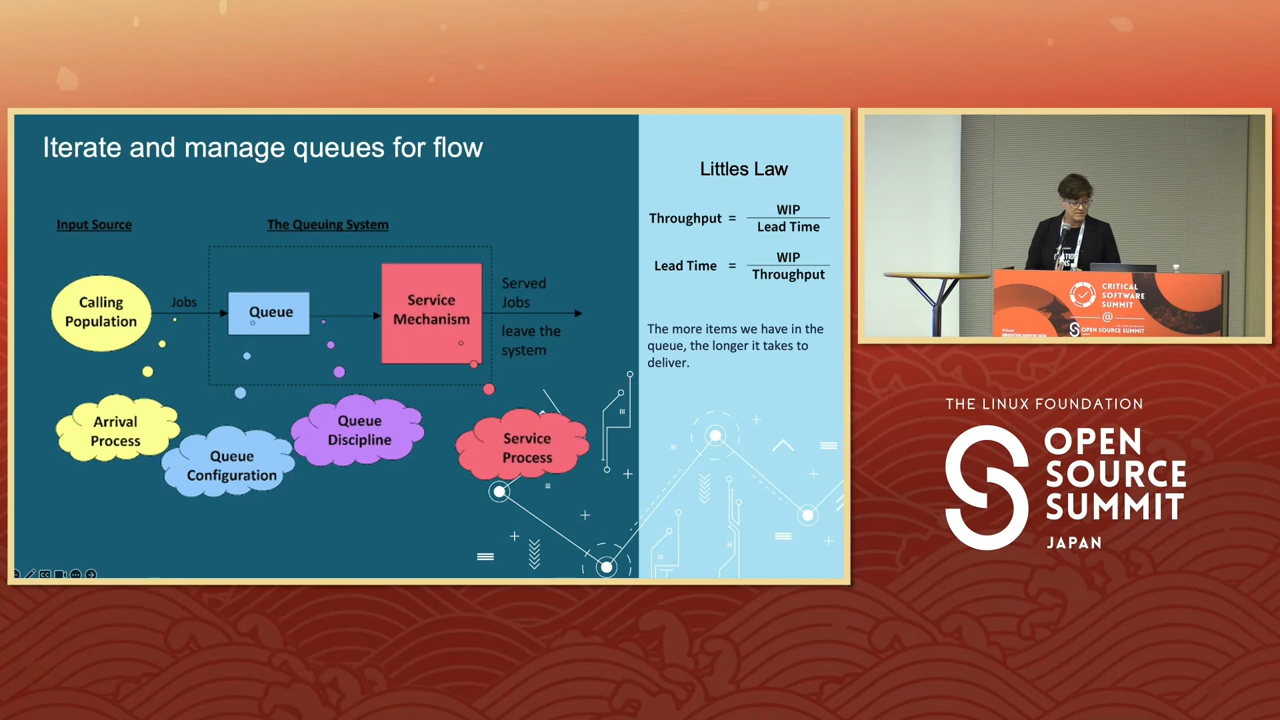 Iterate and manage queues for flow
Input Source
The Queuing System
Calling
Population
Jobs
Queue
Service
Mechanism
Served
Jobs
leave the
system
Arrival
Process
Queue
Configuration
Queue
Discipline
Service
Process
Littles Law
Throughput = WIP
Lead Time
Lead Time = WIP
Throughput
The more items we have in the
queue, the longer it takes to
deliver.
CRITICAL
SOFTWARE
SUMMIT
@
OPEN SOURCE SUMMIT
THE LINUX FOUNDATION
OPEN
SOURCE
SUMMIT
JAPAN